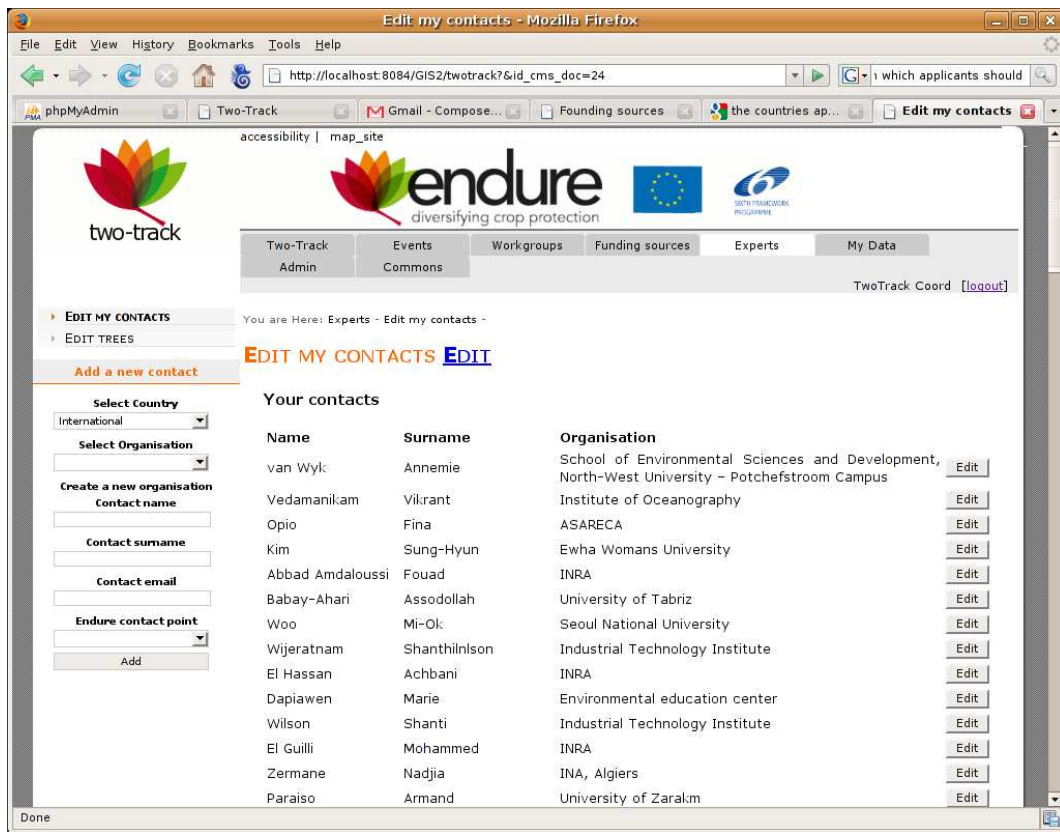 Edit my contacts - Mozilla Firefox
File Edit View History Bookmarks Tools Help
http://localhost:8084/GIS2/twotrack?&id_cms_doc=24
which applicants should
phpMyAdmin Two-Track Gmail - Compose... Founding sources the countries ap... Edit my contacts
accessibility | map_site
two-track
endure
diversifying crop protection
SIXTH FRAMEWORK
PROGRAMME
Two-Track Events Workgroups Funding sources Experts My Data
Admin Commons
TwoTrack Coord [logout]
EDIT MY CONTACTS
EDIT TREES
Add a new contact
Select Country
International
Select Organisation
Create a new organisation
Contact name
Contact surname
Contact email
Endure contact point
Add
You are Here: Experts - Edit my contacts -
EDIT MY CONTACTS EDIT
Your contacts
Name Surname Organisation
van Wyk Annemie School of Environmental Sciences and Development, North-West University – Potchefstroom Campus Edit
Vedamanikam Vikrant Institute of Oceanography Edit
Opio Fina ASARECA Edit
Kim Sung-Hyun Ewha Womans University Edit
Abbad Amdaloussi Fouad INRA Edit
Babay-Ahari Assodollah University of Tabriz Edit
Woo Mi-Ok Seoul National University Edit
Wijeratnam Shanthilnlson Industrial Technology Institute Edit
El Hassan Achbani INRA Edit
Dapiawen Marie Environmental education center Edit
Wilson Shanti Industrial Technology Institute Edit
El Guilli Mohammed INRA Edit
Zermane Nadjia INA, Algiers Edit
Paraiso Armand University of Zarakm Edit
Done